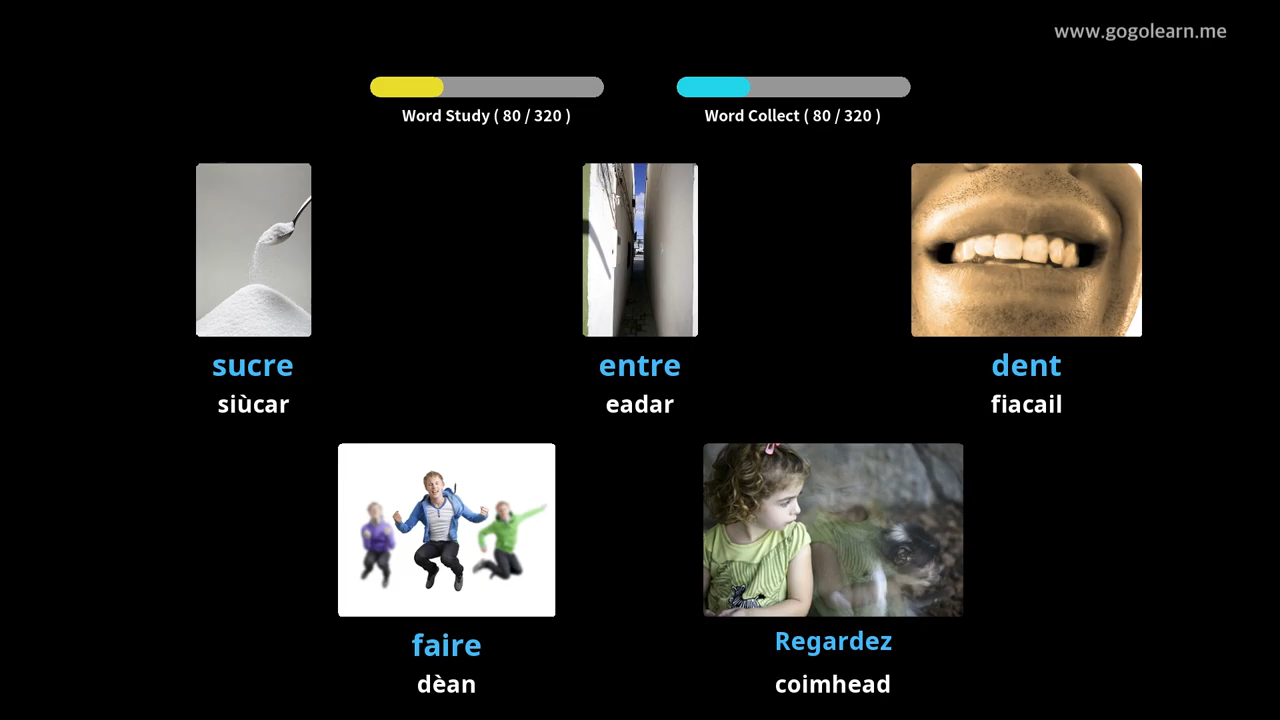 www.gogolearn.me
Word Study ( 80 / 320 )
Word Collect ( 80 / 320 )
sucre
siùcar
entre
eadar
dent
fiacail
faire
dèan
Regardez
coimhead